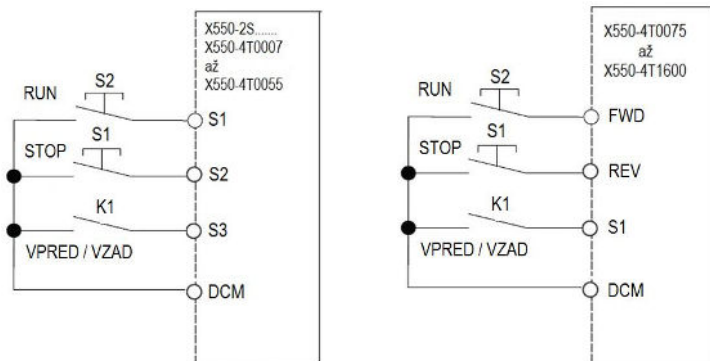 X550-2S.......
X550-4T0007
až
X550-4T0055
S2
RUN
S1
S1
STOP
S2
K1
S3
VPRED / VZAD
DCM
X550-4T0075
až
X550-4T1600
S2
RUN
FWD
S1
STOP
REV
K1
S1
VPRED / VZAD
DCM